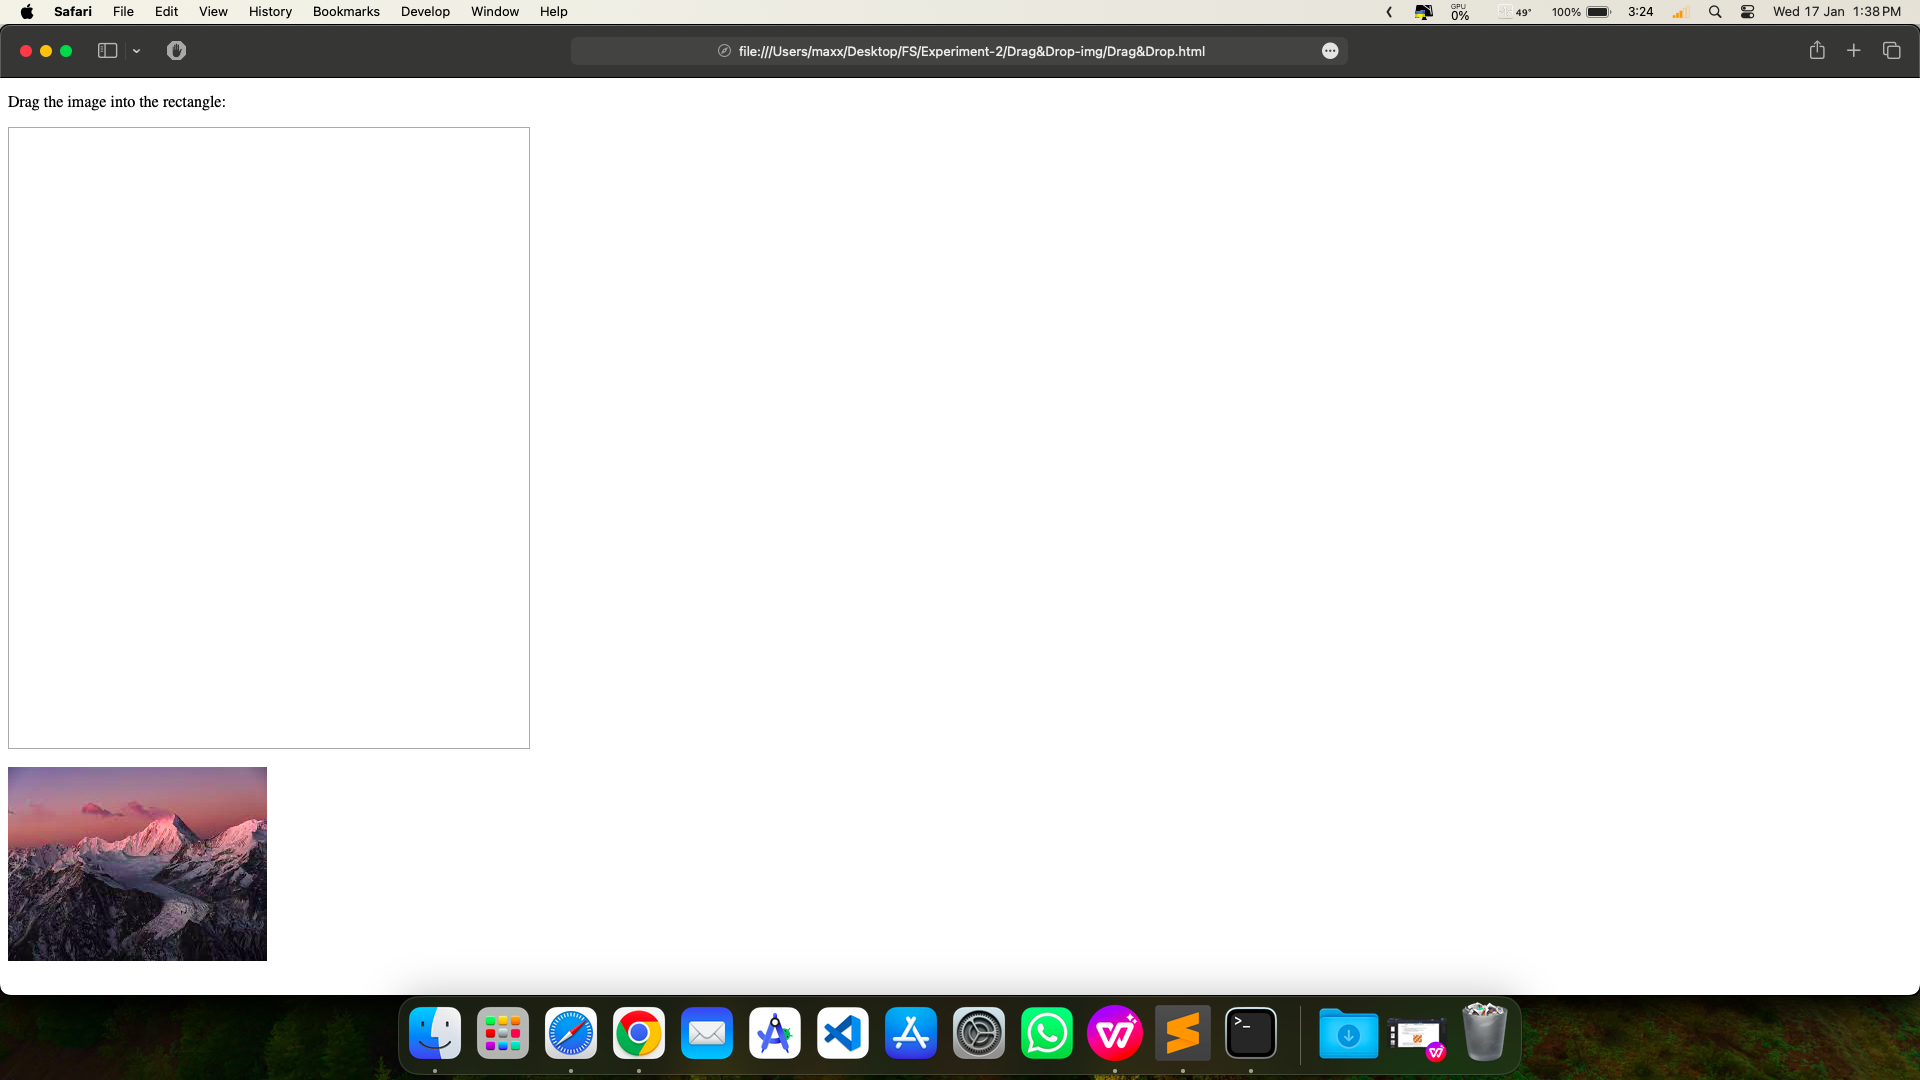 Safari File Edit View History Bookmarks Develop Window Help GPU 0% 49° 100% 3:24 Wed 17 Jan 1:38 PM
file:///Users/maxx/Desktop/FS/Experiment-2/Drag&Drop-img/Drag&Drop.html
Drag the image into the rectangle: